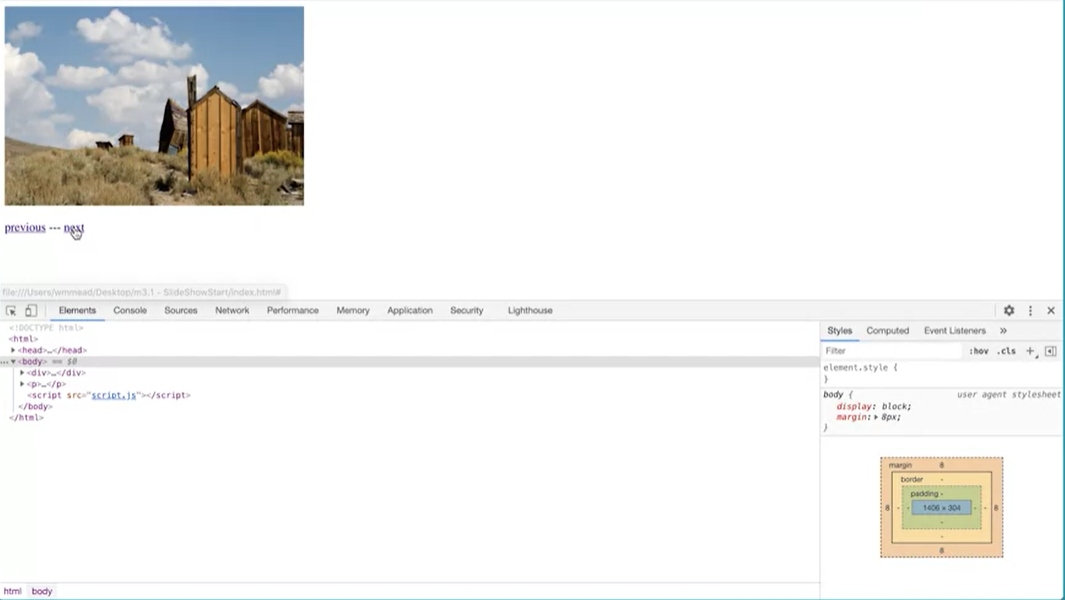 previous --- next
file:///Users/wmmead/Desktop/m3.1 - SlideShowStart/index.html#
Elements Console Sources Network Performance Memory Application Security Lighthouse
<!DOCTYPE html>
<html>
<head>…</head>
<body> == $0
<div>…</div>
<p>…</p>
<script src="script.js"></script>
</body>
</html>
html body
Styles Computed Event Listeners »
Filter :hov .cls +
element.style {
}
body { user agent stylesheet
display: block;
margin: 8px;
}
margin 8
border -
padding -
8 - - 1406 × 304 - - 8
-
-
8